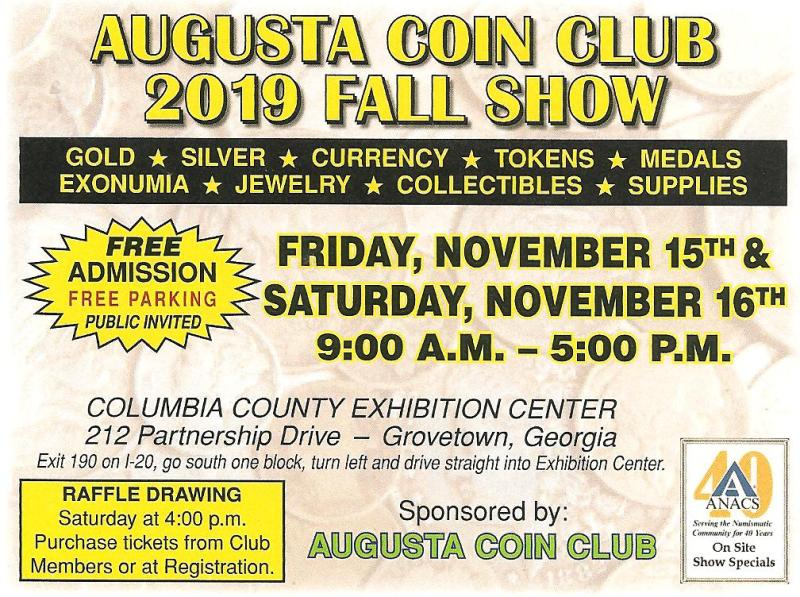 AUGUSTA COIN CLUB
2019 FALL SHOW
GOLD ★ SILVER ★ CURRENCY ★ TOKENS ★ MEDALS
EXONUMIA ★ JEWELRY ★ COLLECTIBLES ★ SUPPLIES
FREE
ADMISSION
FREE PARKING
PUBLIC INVITED
FRIDAY, NOVEMBER 15TH &
SATURDAY, NOVEMBER 16TH
9:00 A.M. – 5:00 P.M.
COLUMBIA COUNTY EXHIBITION CENTER
212 Partnership Drive – Grovetown, Georgia
Exit 190 on I-20, go south one block, turn left and drive straight into Exhibition Center.
RAFFLE DRAWING
Saturday at 4:00 p.m.
Purchase tickets from Club
Members or at Registration.
Sponsored by:
AUGUSTA COIN CLUB
40
ANACS
Serving the Numismatic
Community for 40 Years
On Site
Show Specials